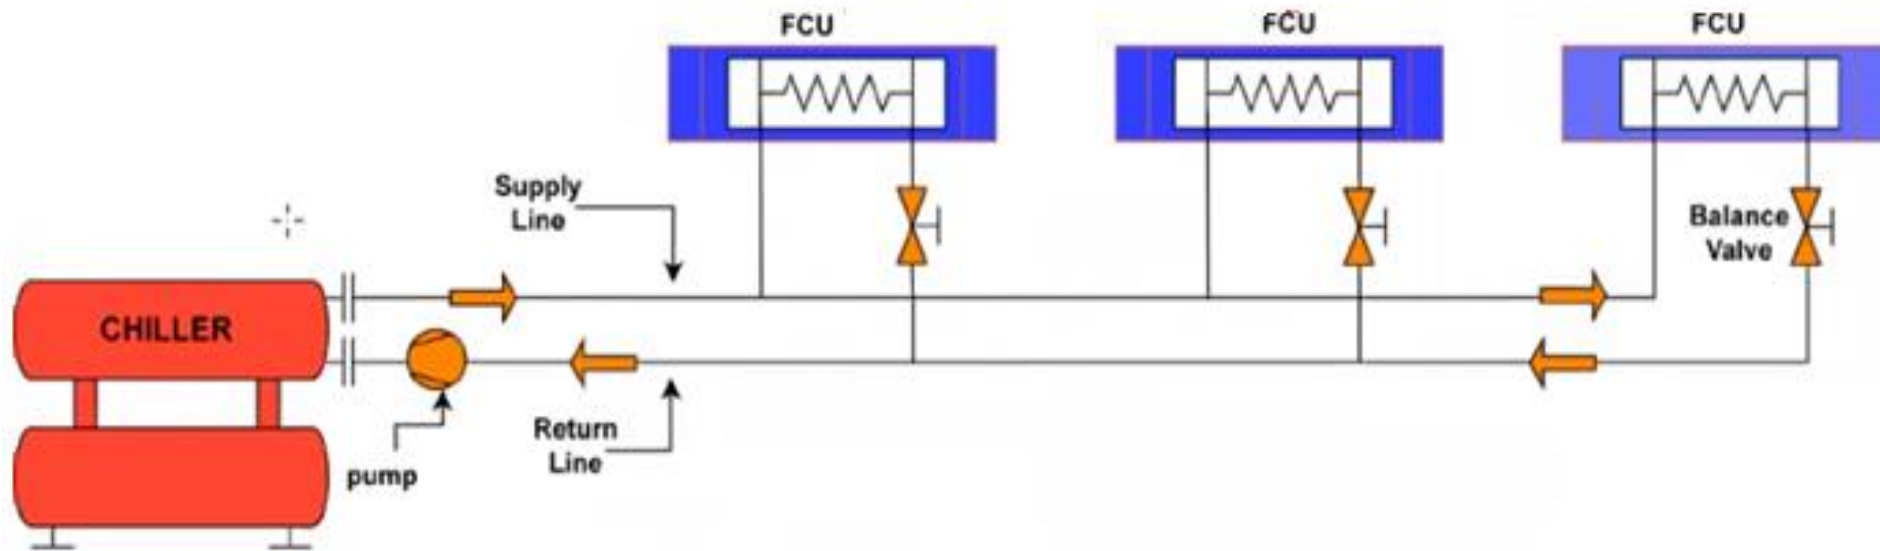 FCU
FCU
FCU
Supply
Line
Balance
Valve
CHILLER
Return
Line
pump